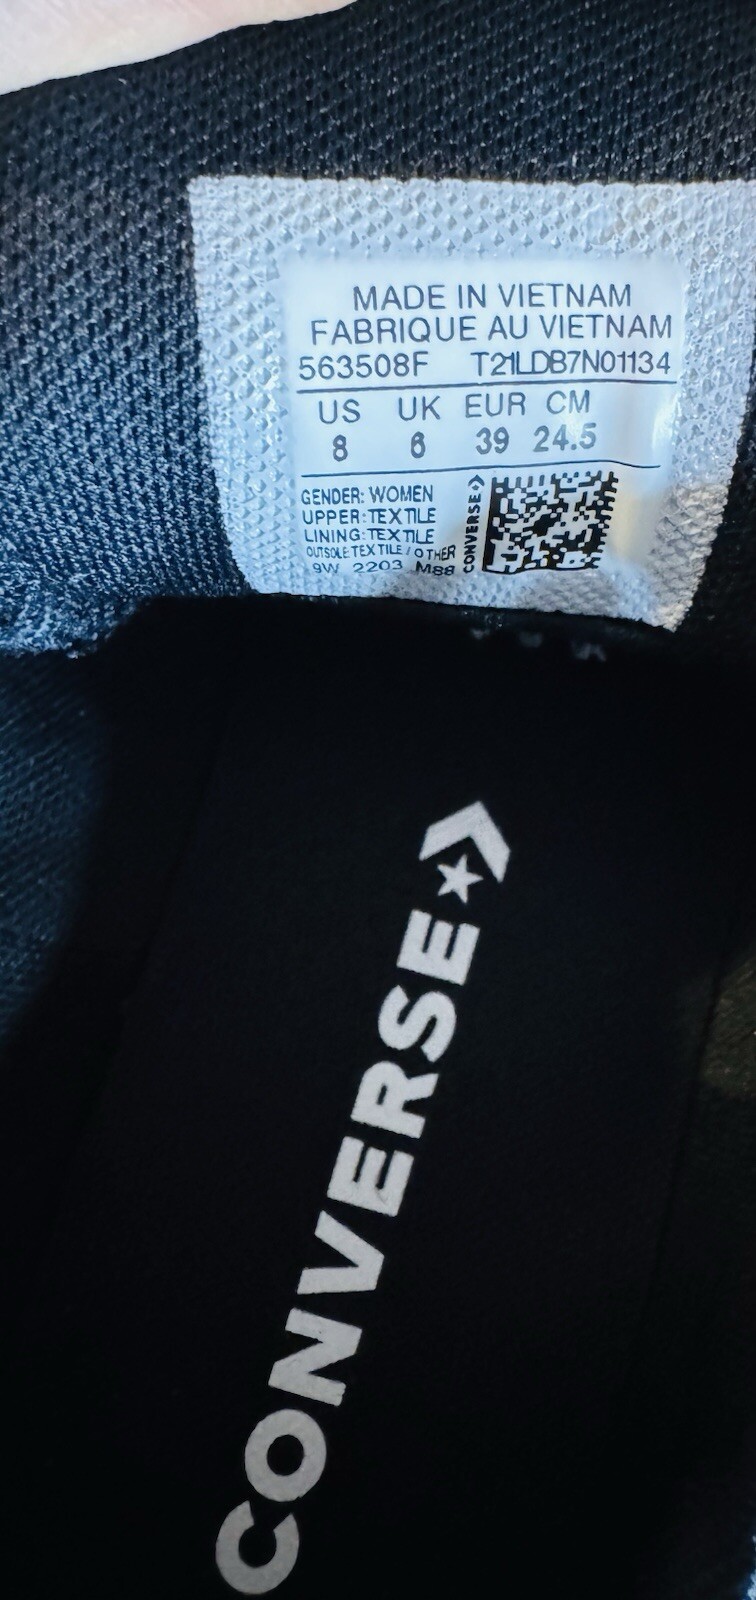 MADE IN VIETNAM
FABRIQUE AU VIETNAM
563508F T21LDB7N01134
US UK EUR CM
8 6 39 24.5
GENDER: WOMEN
UPPER: TEXTILE
LINING: TEXTILE
OUTSOLE: TEXTILE / OTHER
9W 2203 M88
CONVERSE
CONVERSE